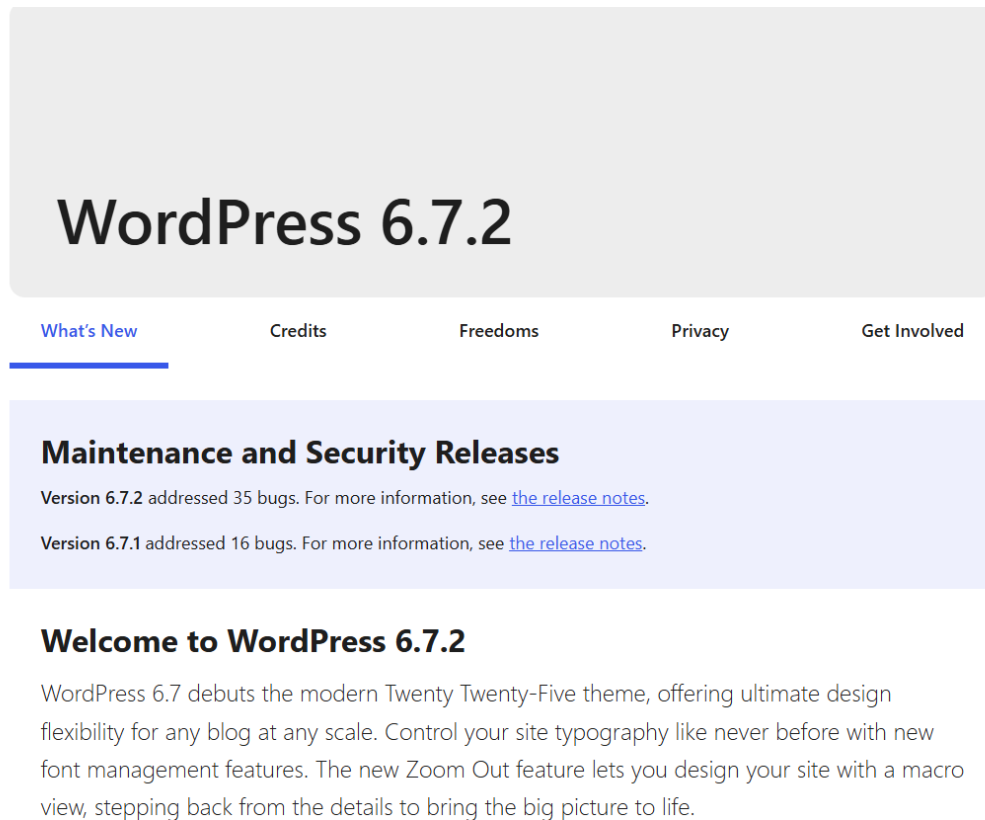 WordPress 6.7.2
What’s New
Credits
Freedoms
Privacy
Get Involved
Maintenance and Security Releases
Version 6.7.2 addressed 35 bugs. For more information, see the release notes.
Version 6.7.1 addressed 16 bugs. For more information, see the release notes.
Welcome to WordPress 6.7.2
WordPress 6.7 debuts the modern Twenty Twenty-Five theme, offering ultimate design
flexibility for any blog at any scale. Control your site typography like never before with new
font management features. The new Zoom Out feature lets you design your site with a macro
view, stepping back from the details to bring the big picture to life.